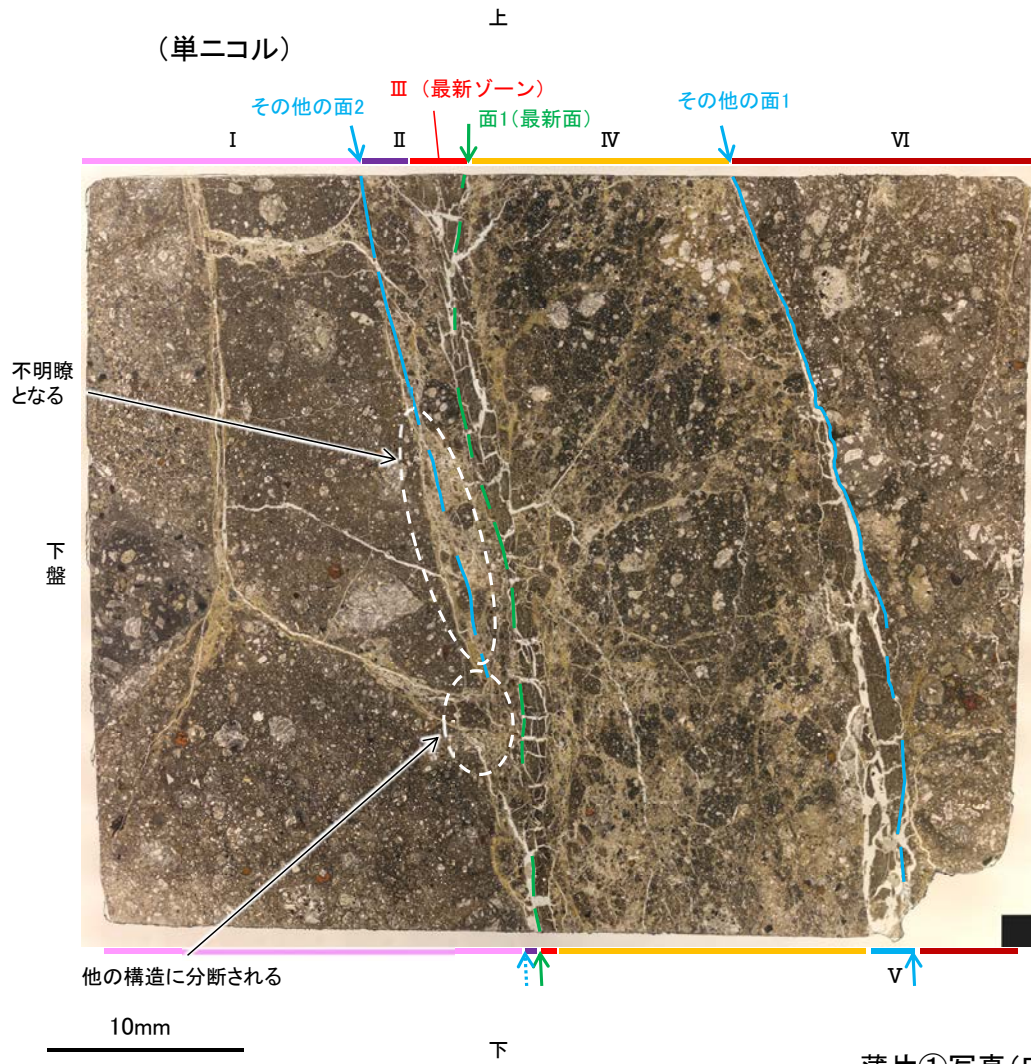 上
(単ニコル)
Ⅲ (最新ゾーン)
その他の面2
面1(最新面)
その他の面1
Ⅰ
Ⅱ
Ⅳ
Ⅵ
不明瞭
となる
下
盤
他の構造に分断される
Ⅴ
10mm
下